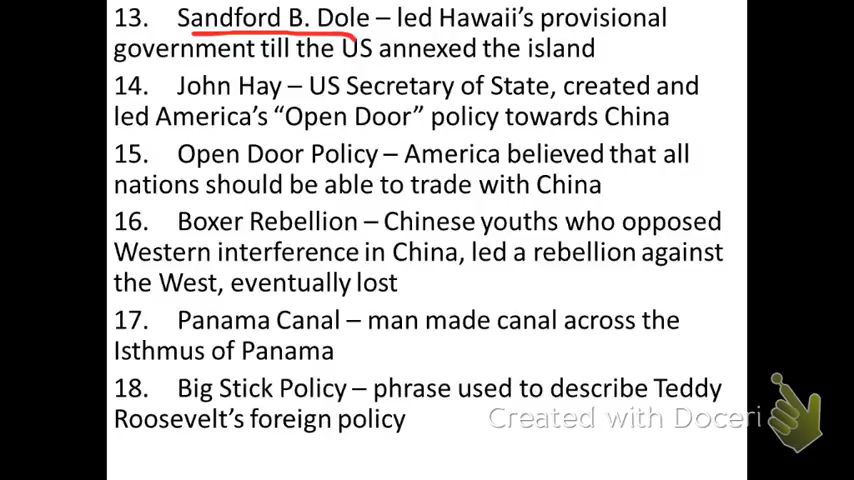 13. Sandford B. Dole – led Hawaii’s provisional
government till the US annexed the island
14. John Hay – US Secretary of State, created and
led America’s “Open Door” policy towards China
15. Open Door Policy – America believed that all
nations should be able to trade with China
16. Boxer Rebellion – Chinese youths who opposed
Western interference in China, led a rebellion against
the West, eventually lost
17. Panama Canal – man made canal across the
Isthmus of Panama
18. Big Stick Policy – phrase used to describe Teddy
Roosevelt’s foreign policy
Created with Doceri